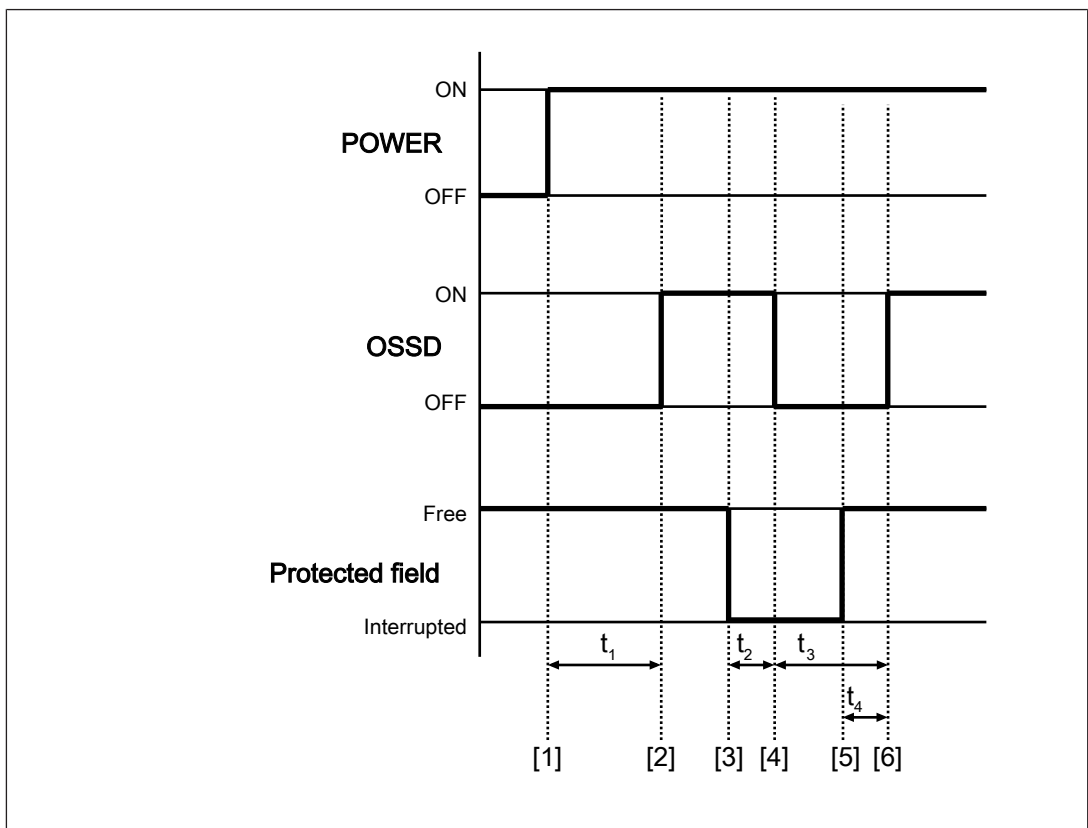 ON
POWER
OFF
ON
OSSD
OFF
Free
Protected field
Interrupted
t₁ t₂ t₃
t₄
[1] [2] [3] [4] [5] [6]